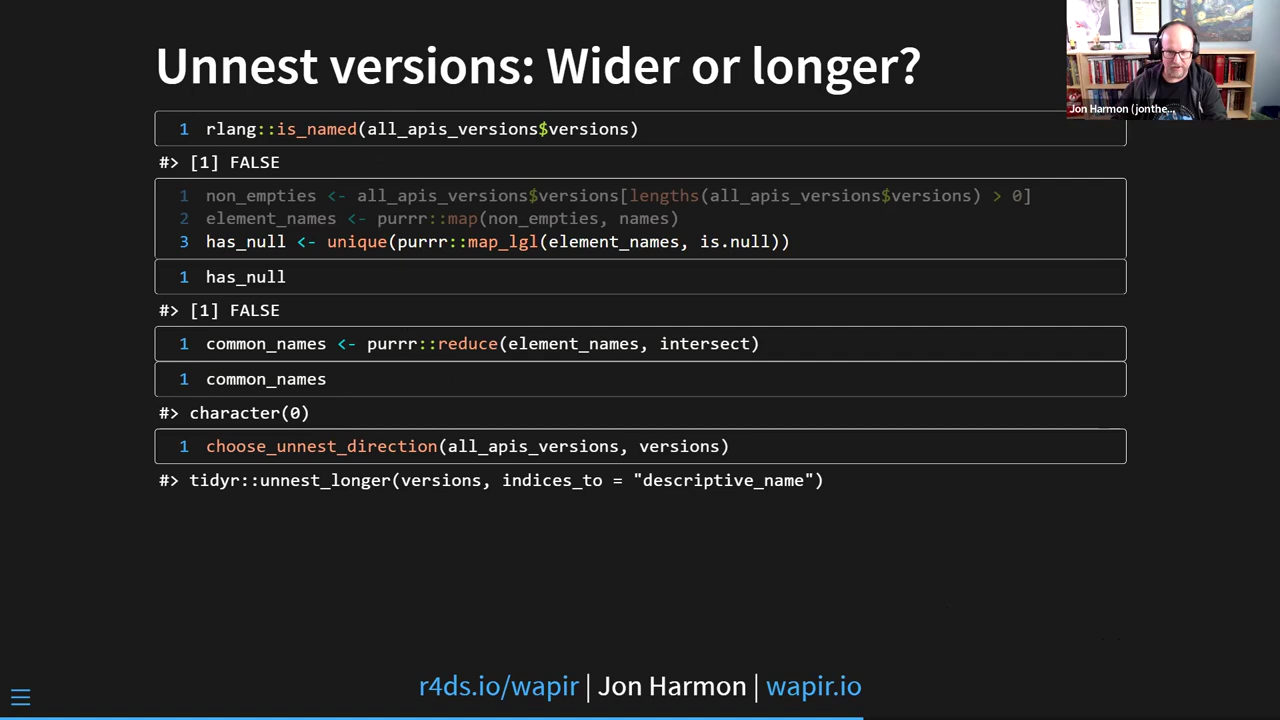 Unnest versions: Wider or longer?
Jon Harmon (jonthe...
1 rlang::is_named(all_apis_versions$versions)
#> [1] FALSE
1 non_empties <- all_apis_versions$versions[lengths(all_apis_versions$versions) > 0]
2 element_names <- purrr::map(non_empties, names)
3 has_null <- unique(purrr::map_lgl(element_names, is.null))
1 has_null
#> [1] FALSE
1 common_names <- purrr::reduce(element_names, intersect)
1 common_names
#> character(0)
1 choose_unnest_direction(all_apis_versions, versions)
#> tidyr::unnest_longer(versions, indices_to = "descriptive_name")
r4ds.io/wapir | Jon Harmon | wapir.io